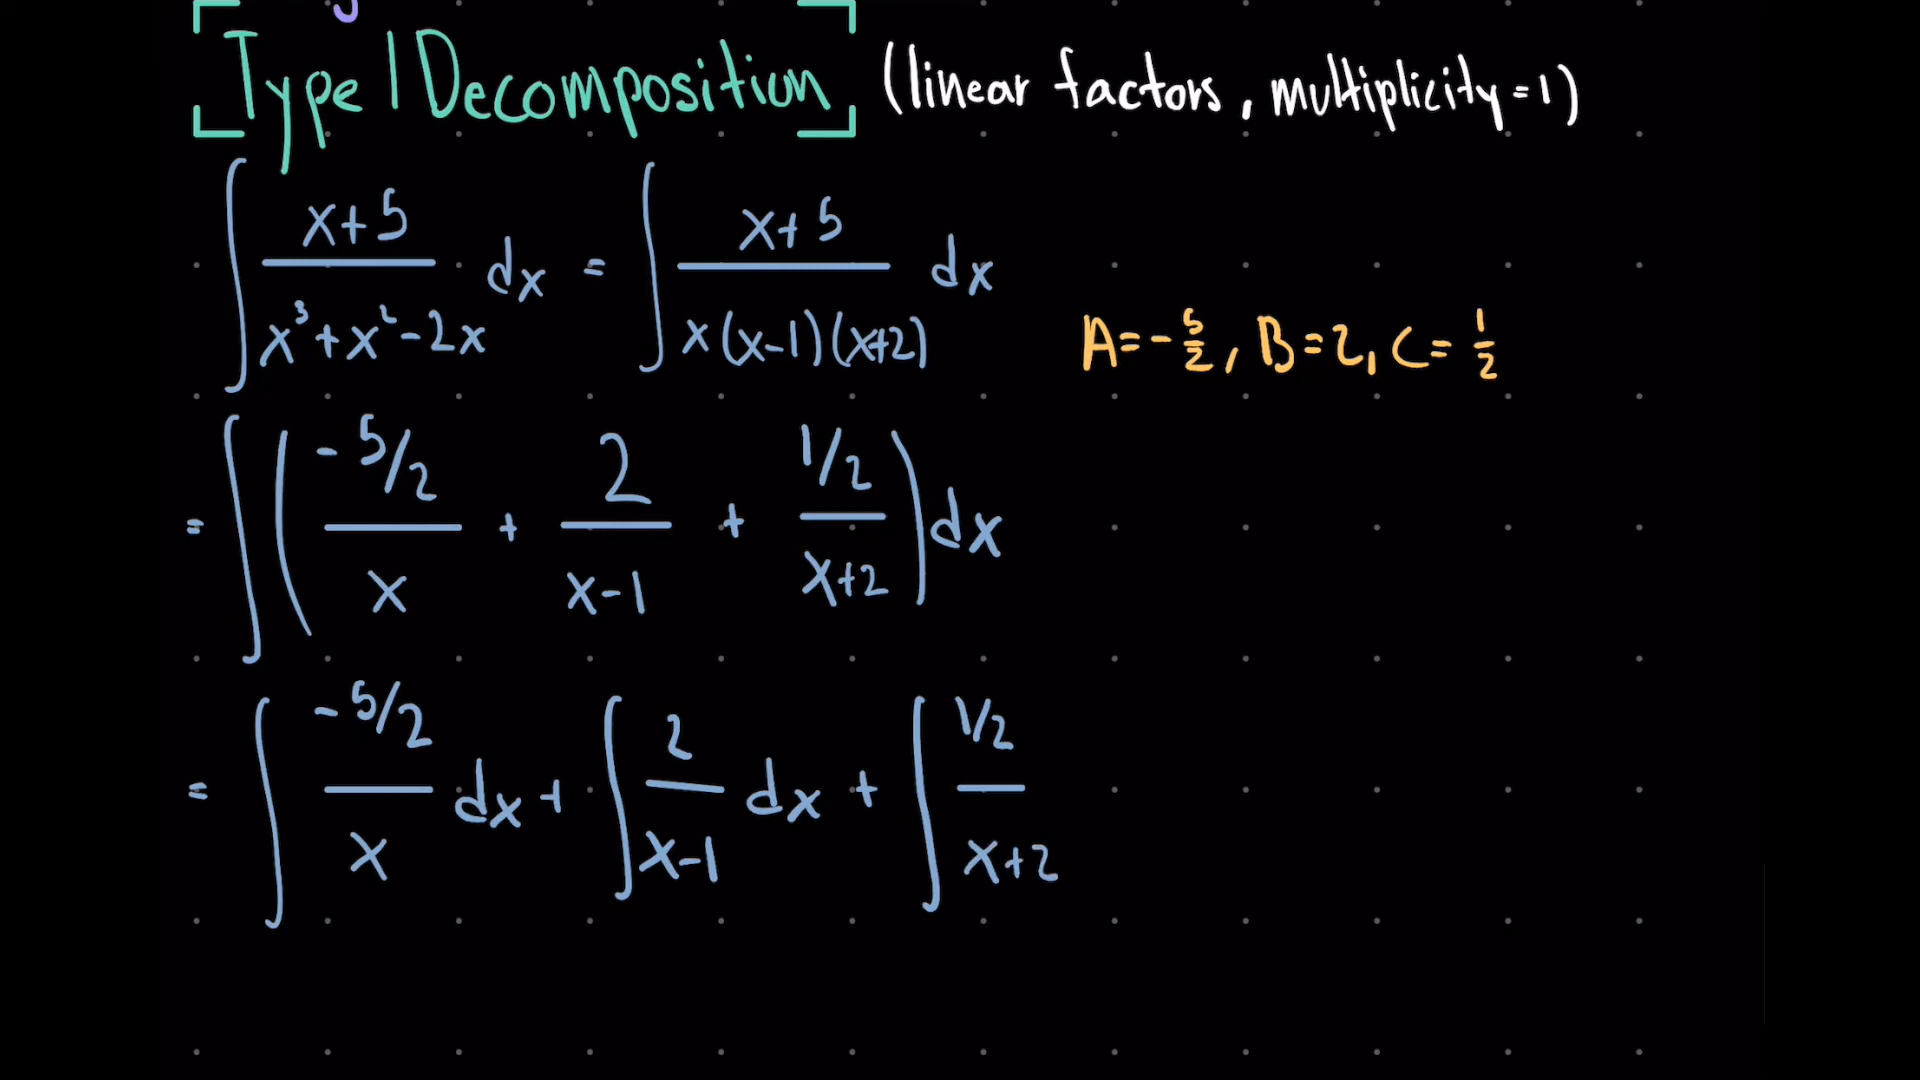 Type 1 Decomposition (linear factors, multiplicity = 1)
∫ (x+5)/(x³+x²-2x) dx = ∫ (x+5)/(x(x-1)(x+2)) dx
A=-5/2, B=2, C=1/2
= ∫ ( (-5/2)/x + 2/(x-1) + (1/2)/(x+2) ) dx
= ∫ (-5/2)/x dx + ∫ 2/(x-1) dx + ∫ (1/2)/(x+2)